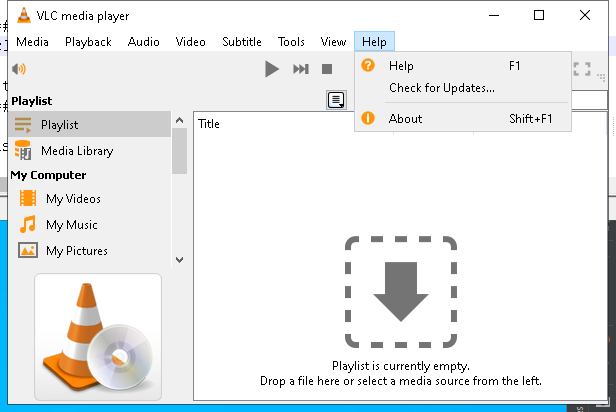 VLC media player
Media Playback Audio Video Subtitle Tools View Help
Help F1
Check for Updates...
About Shift+F1
Playlist
Playlist
Media Library
My Computer
My Videos
My Music
My Pictures
Title
Playlist is currently empty.
Drop a file here or select a media source from the left.